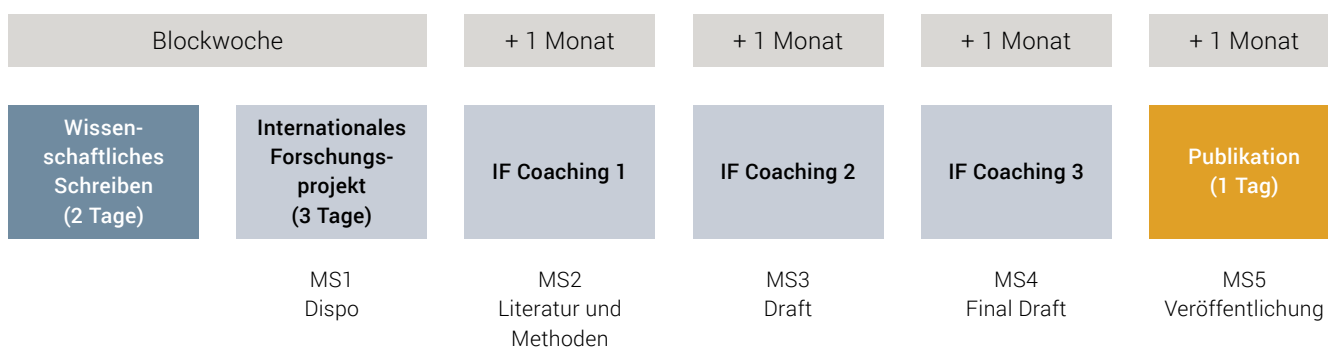 Blockwoche
+ 1 Monat
+ 1 Monat
+ 1 Monat
+ 1 Monat
Wissen-
schaftliches
Schreiben
(2 Tage)
Internationales
Forschungs-
projekt
(3 Tage)
IF Coaching 1
IF Coaching 2
IF Coaching 3
Publikation
(1 Tag)
MS1
Dispo
MS2
Literatur und
Methoden
MS3
Draft
MS4
Final Draft
MS5
Veröffentlichung